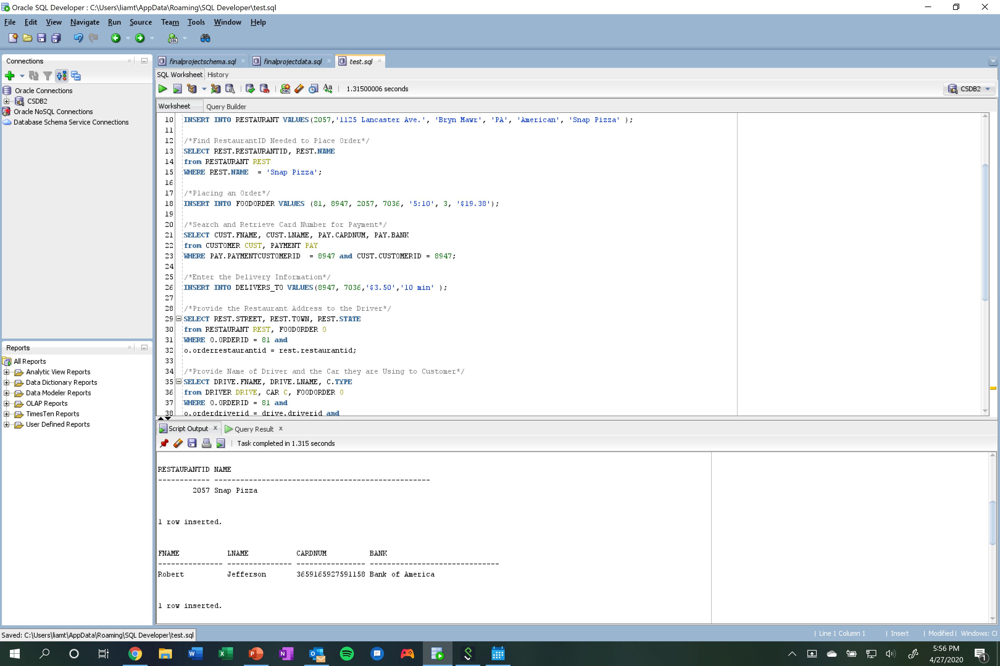 Oracle SQL Developer : C:\Users\liamt\AppData\Roaming\SQL Developer\test.sql
File Edit View Navigate Run Source Team Tools Window Help
Connections
Oracle Connections
CSDB2
Oracle NoSQL Connections
Database Schema Service Connections
Reports
All Reports
Analytic View Reports
Data Dictionary Reports
Data Modeler Reports
OLAP Reports
TimesTen Reports
User Defined Reports
finalprojectschema.sql finalprojectdata.sql test.sql
SQL Worksheet History
1.31500006 seconds
CSDB2
Worksheet Query Builder
10 INSERT INTO RESTAURANT VALUES(2057,'1125 Lancaster Ave.', 'Bryn Mawr', 'PA', 'American', 'Snap Pizza' );
11
12 /*Find RestaurantID Needed to Place Order*/
13 SELECT REST.RESTAURANTID, REST.NAME
14 from RESTAURANT REST
15 WHERE REST.NAME  = 'Snap Pizza';
16
17 /*Placing an Order*/
18 INSERT INTO FOODORDER VALUES (81, 8947, 2057, 7036, '5:10', 3, '$19.38');
19
20 /*Search and Retrieve Card Number for Payment*/
21 SELECT CUST.FNAME, CUST.LNAME, PAY.CARDNUM, PAY.BANK
22 from CUSTOMER CUST, PAYMENT PAY
23 WHERE PAY.PAYMENTCUSTOMERID  = 8947 and CUST.CUSTOMERID = 8947;
24
25 /*Enter the Delivery Information*/
26 INSERT INTO DELIVERS_TO VALUES(8947, 7036,'$3.50','10 min' );
27
28 /*Provide the Restaurant Address to the Driver*/
29 SELECT REST.STREET, REST.TOWN, REST.STATE
30 from RESTAURANT REST, FOODORDER O
31 WHERE O.ORDERID = 81 and
32 o.orderrestaurantid = rest.restaurantid;
33
34 /*Provide Name of Driver and the Car they are Using to Customer*/
35 SELECT DRIVE.FNAME, DRIVE.LNAME, C.TYPE
36 from DRIVER DRIVE, CAR C, FOODORDER O
37 WHERE O.ORDERID = 81 and
38 o.orderdriverid = drive.driverid and
Script Output x Query Result x
Task completed in 1.315 seconds
RESTAURANTID NAME
------------ --------------------------------------------------
2057 Snap Pizza
1 row inserted.
FNAME LNAME CARDNUM BANK
--------------- --------------- ---------------- ------------------------------
Robert Jefferson 3659165927591158 Bank of America
1 row inserted.
Saved: C:\Users\liamt\AppData\Roaming\SQL Developer\test.sql
| Line 1 Column 1 | Insert | Modified | Windows: Cl
5:56 PM
4/27/2020
1